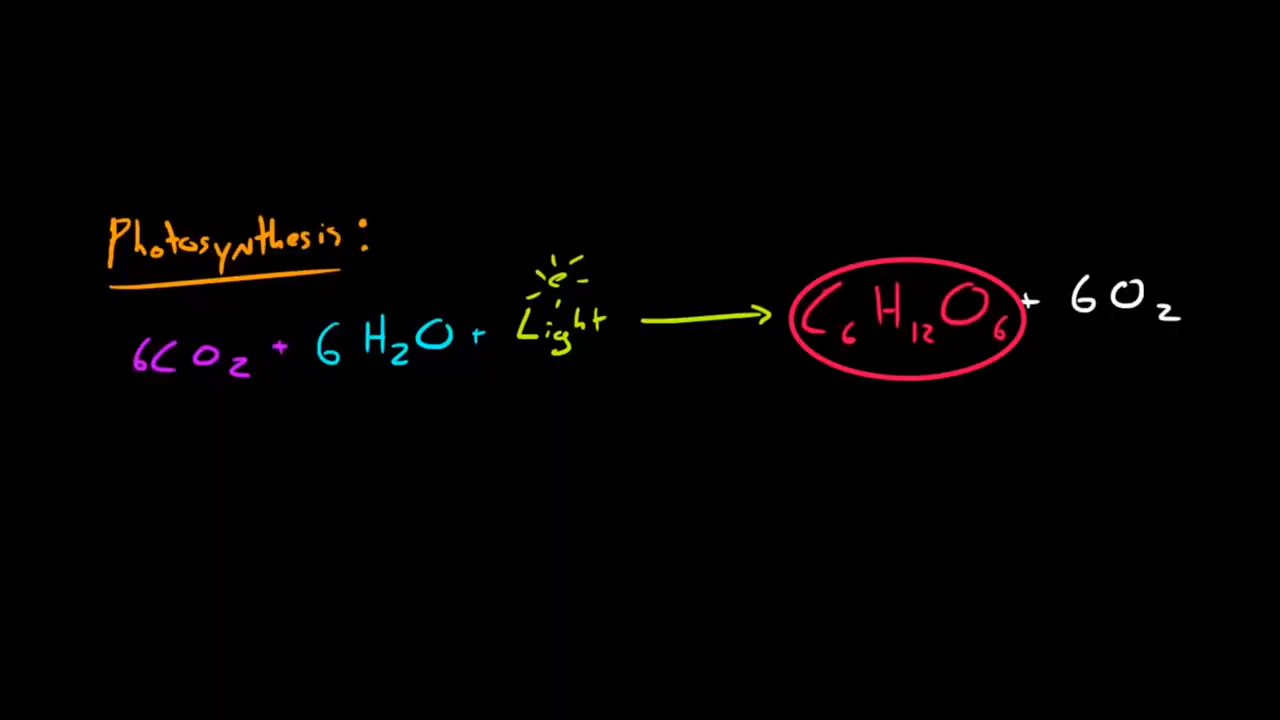 Photosynthesis:
6CO₂ + 6 H₂O + Light → C₆H₁₂O₆ + 6O₂